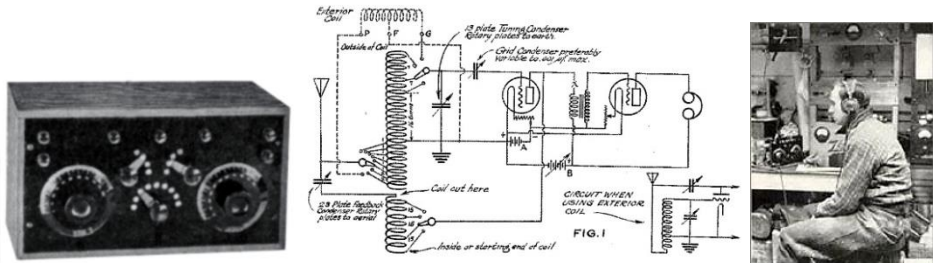 Exterior
Coil
P
F
G
Outside of Coil
13 plate Tuning Condenser
Rotary plates to earth
Grid Condenser preferably
variable to .001 μf. max.
+
A
-
B
23 Plate Feedback
Condenser Rotary
plates to aerial
Coil cut here
15
Inside or starting end of coil
CIRCUIT WHEN
USING EXTERIOR
COIL
FIG. 1